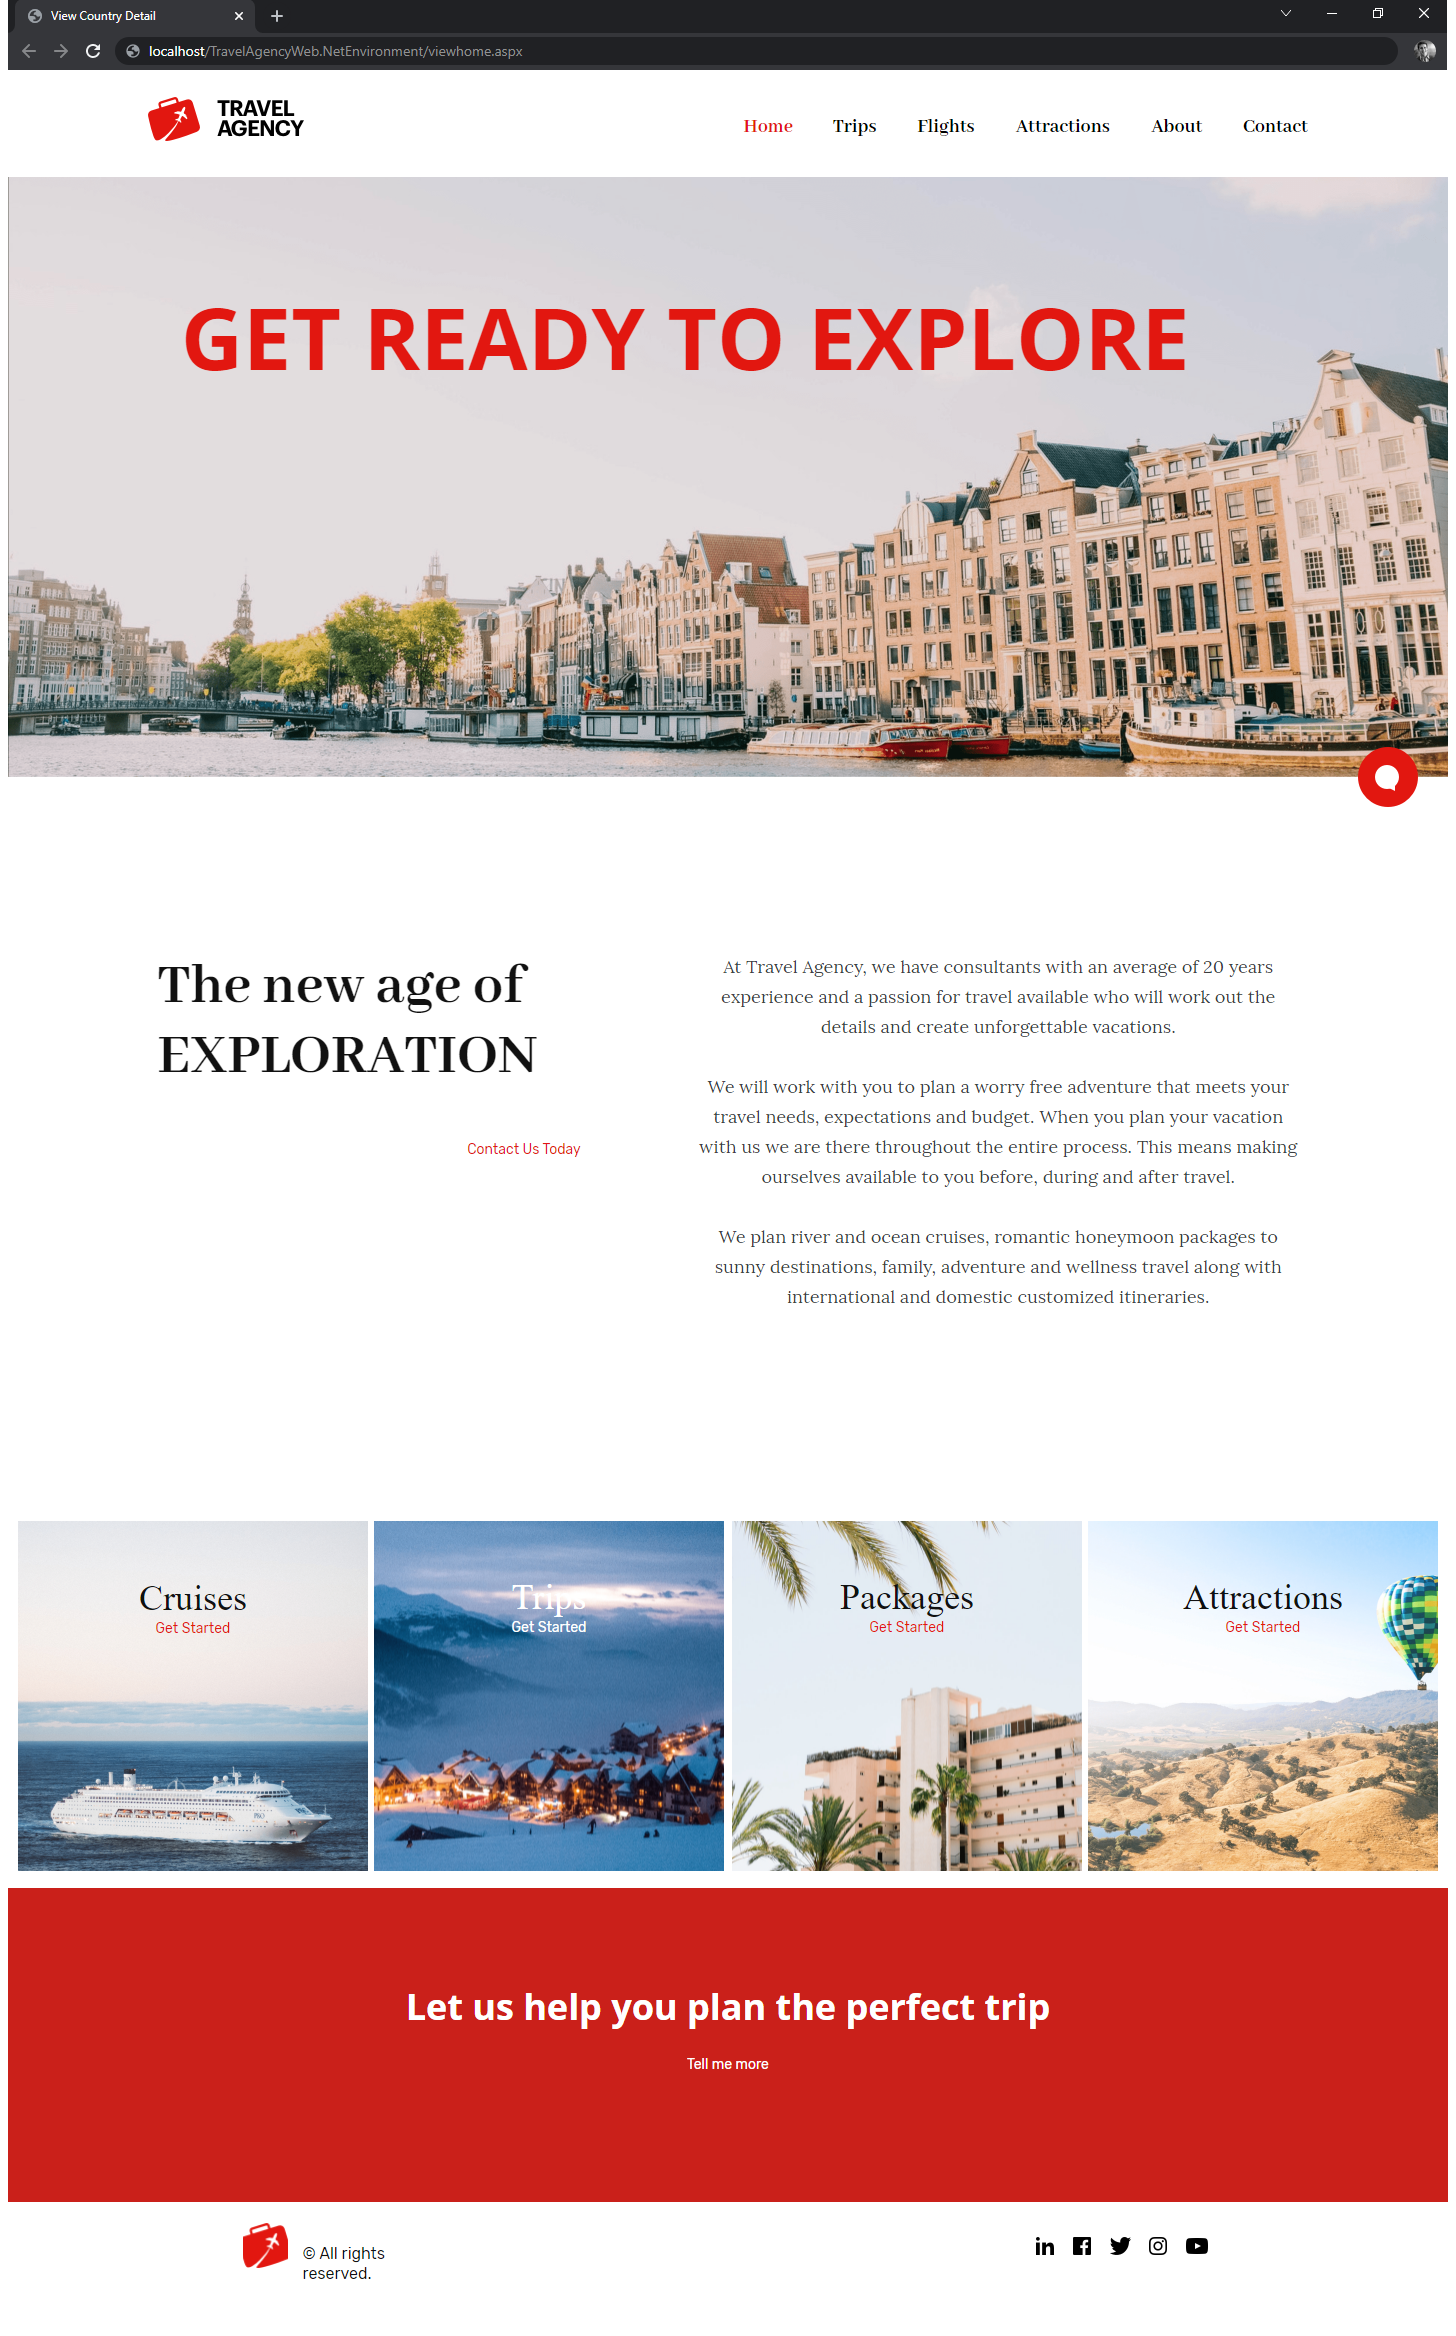 View Country Detail
localhost/TravelAgencyWeb.NetEnvironment/viewhome.aspx
TRAVEL
AGENCY
Home Trips Flights Attractions About Contact
GET READY TO EXPLORE
The new age of
EXPLORATION
Contact Us Today
At Travel Agency, we have consultants with an average of 20 years
experience and a passion for travel available who will work out the
details and create unforgettable vacations.
We will work with you to plan a worry free adventure that meets your
travel needs, expectations and budget. When you plan your vacation
with us we are there throughout the entire process. This means making
ourselves available to you before, during and after travel.
We plan river and ocean cruises, romantic honeymoon packages to
sunny destinations, family, adventure and wellness travel along with
international and domestic customized itineraries.
Cruises
Get Started
Trips
Get Started
Packages
Get Started
Attractions
Get Started
Let us help you plan the perfect trip
Tell me more
© All rights
reserved.